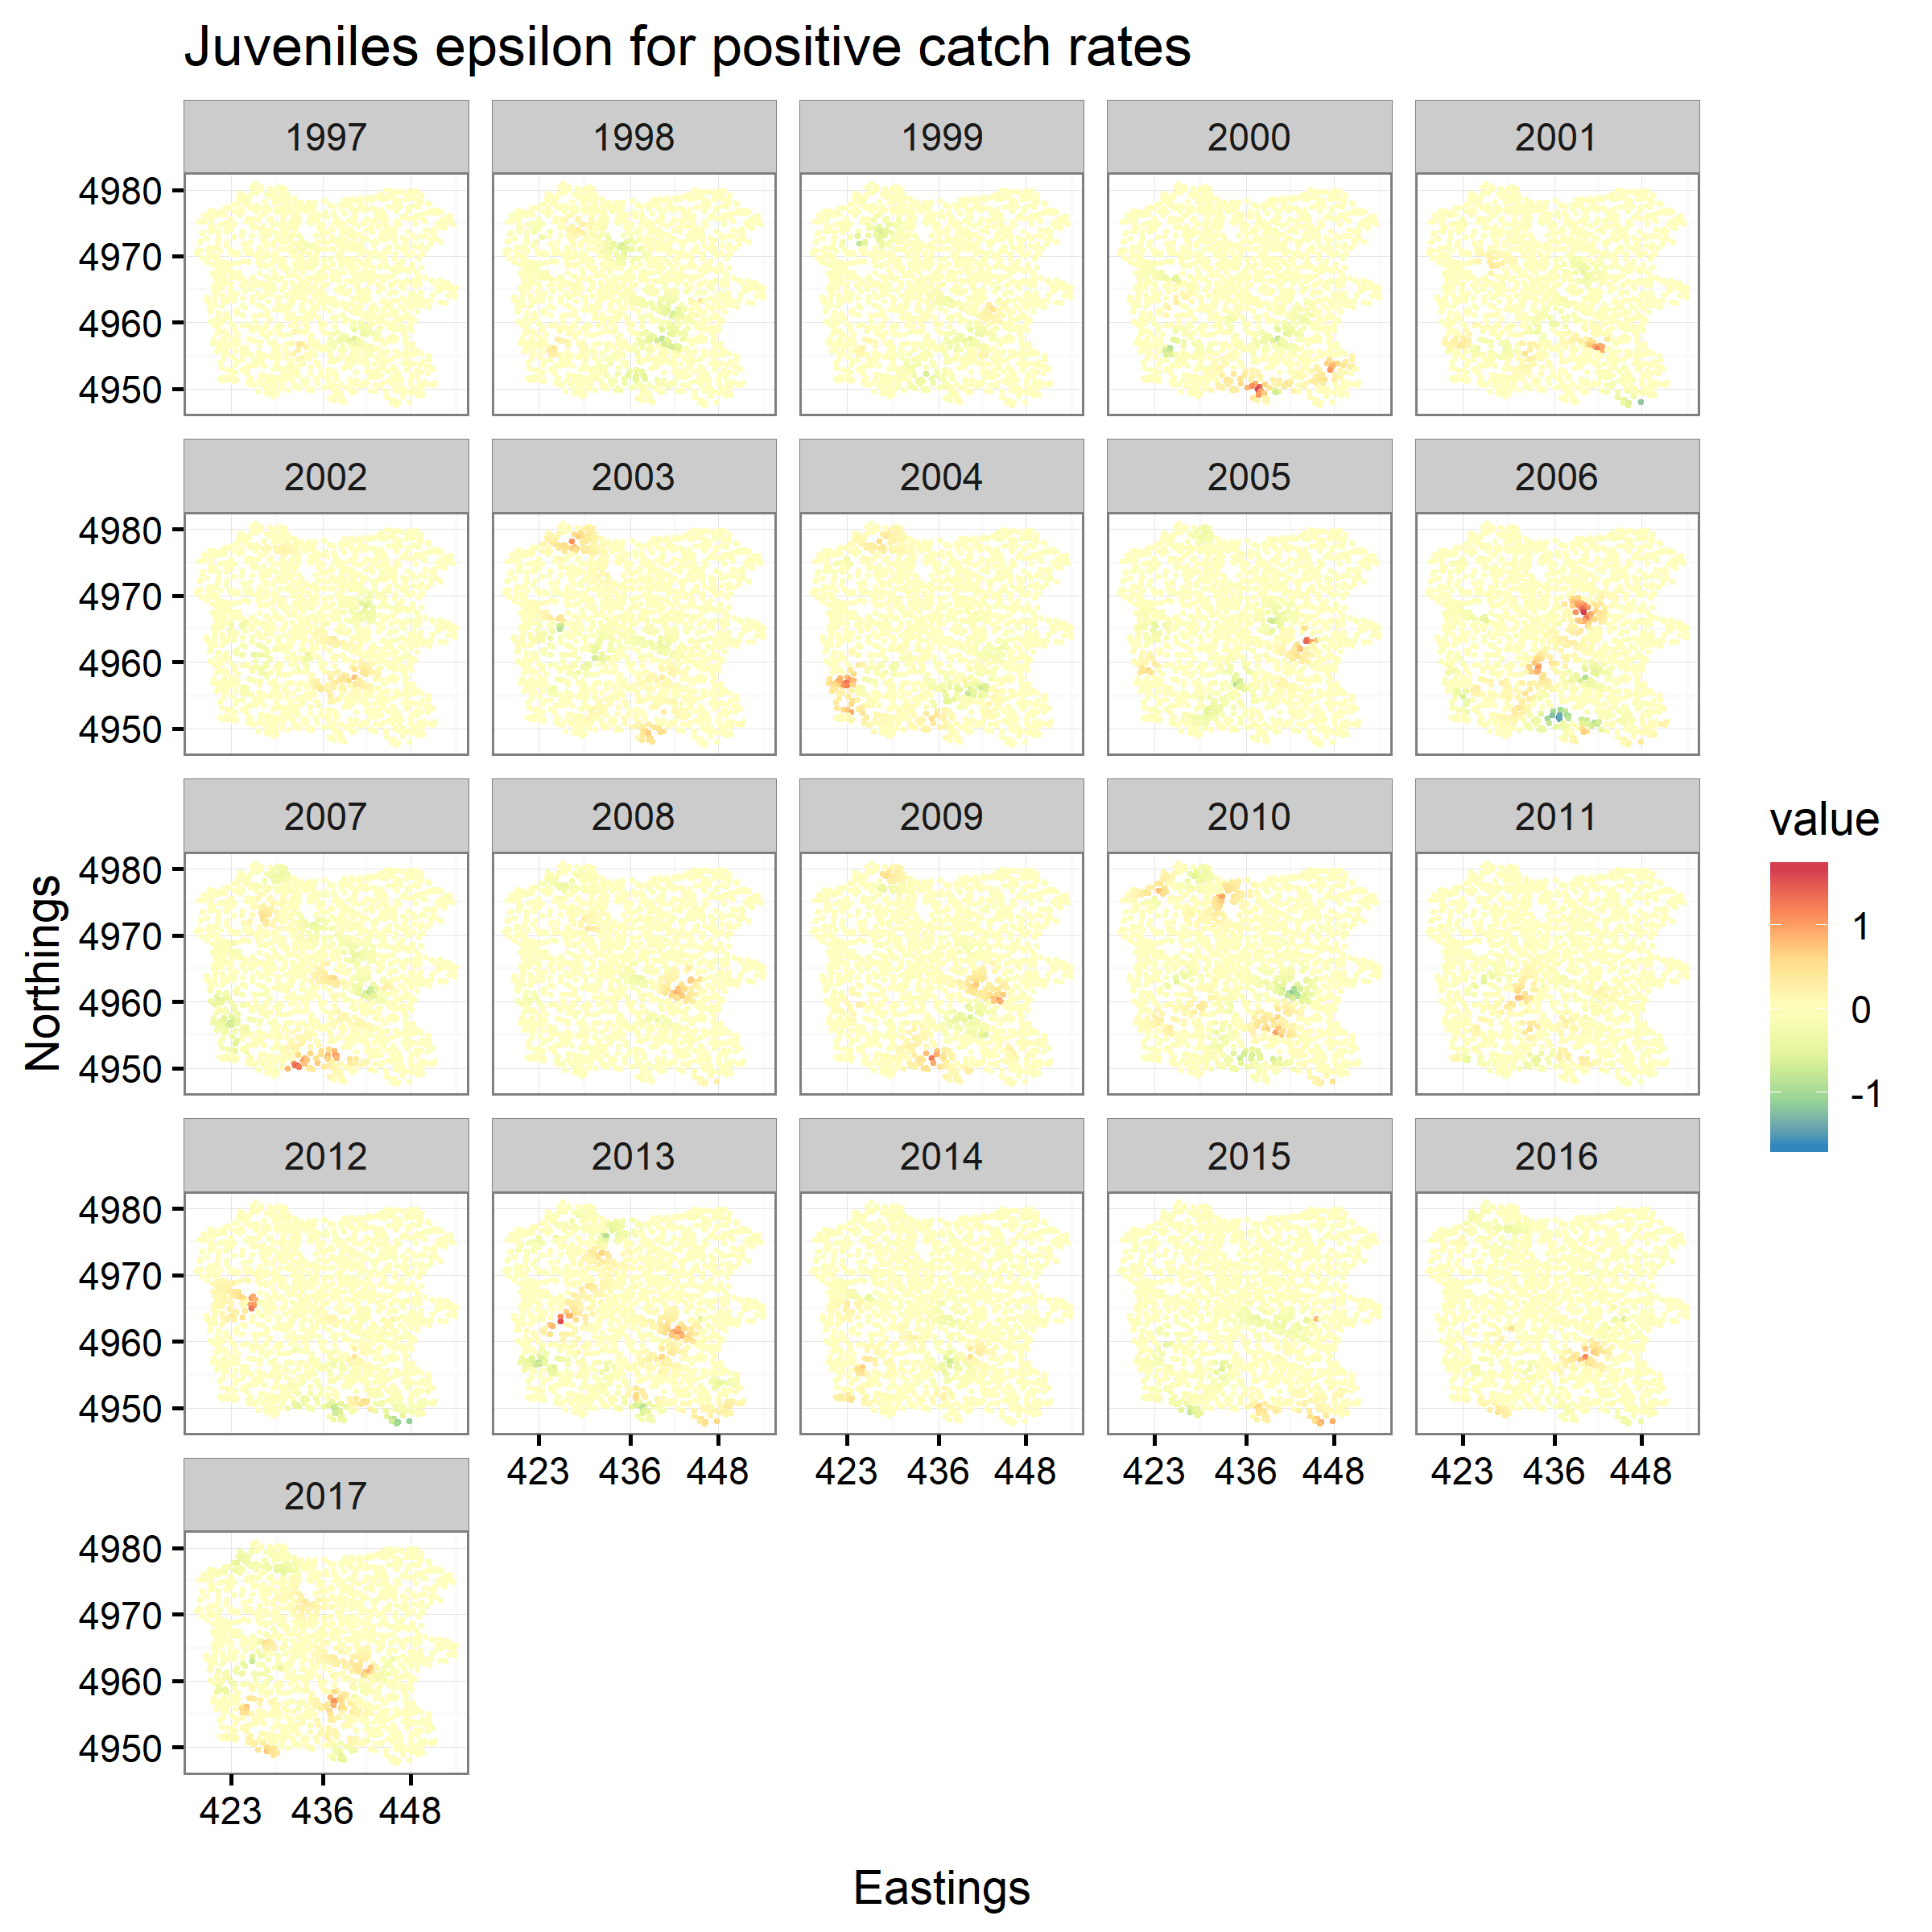 Juveniles epsilon for positive catch rates
1997 1998 1999 2000 2001
4980
4970
4960
4950
2002 2003 2004 2005 2006
4980
4970
4960
4950
2007 2008 2009 2010 2011
4980
4970
4960
4950
2012 2013 2014 2015 2016
4980
4970
4960
4950
423 436 448 423 436 448 423 436 448 423 436 448
2017
4980
4970
4960
4950
423 436 448
Eastings
Northings
value
1
0
-1